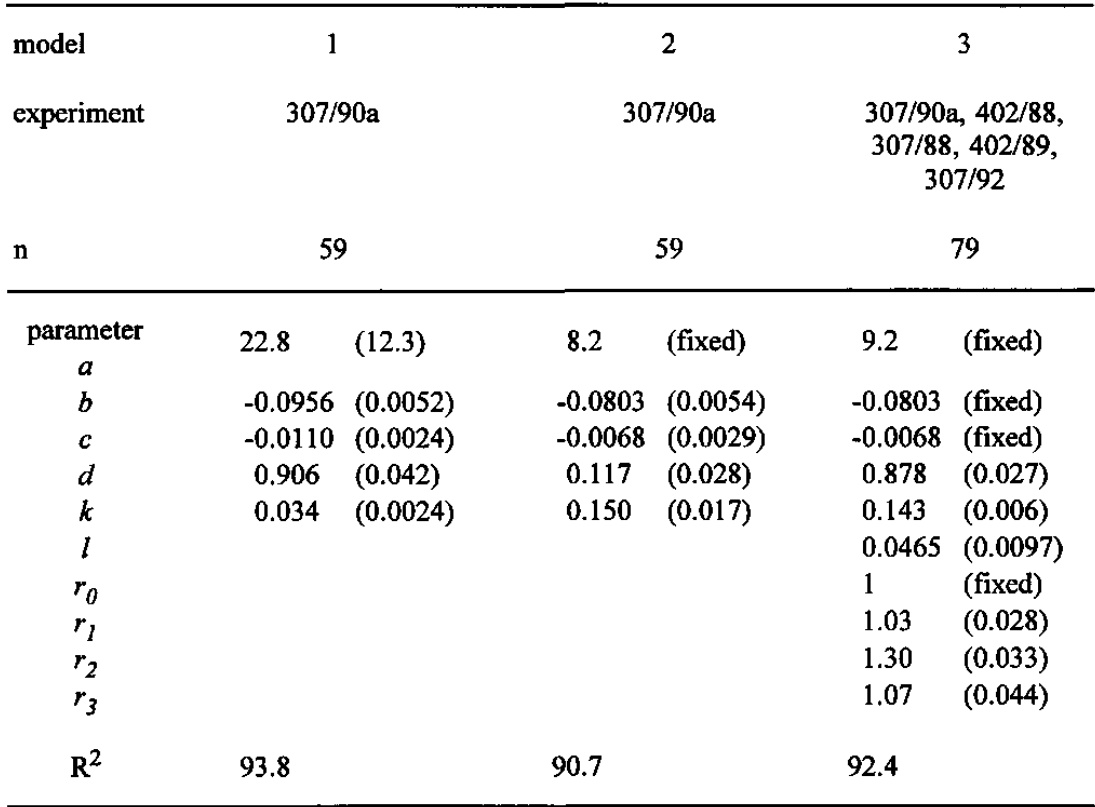 model 1 2 3
experiment 307/90a 307/90a 307/90a, 402/88,
307/88, 402/89,
307/92
n 59 59 79
parameter 22.8 (12.3) 8.2 (fixed) 9.2 (fixed)
a
b -0.0956 (0.0052) -0.0803 (0.0054) -0.0803 (fixed)
c -0.0110 (0.0024) -0.0068 (0.0029) -0.0068 (fixed)
d 0.906 (0.042) 0.117 (0.028) 0.878 (0.027)
k 0.034 (0.0024) 0.150 (0.017) 0.143 (0.006)
l 0.0465 (0.0097)
r0 1 (fixed)
r1 1.03 (0.028)
r2 1.30 (0.033)
r3 1.07 (0.044)
R2 93.8 90.7 92.4